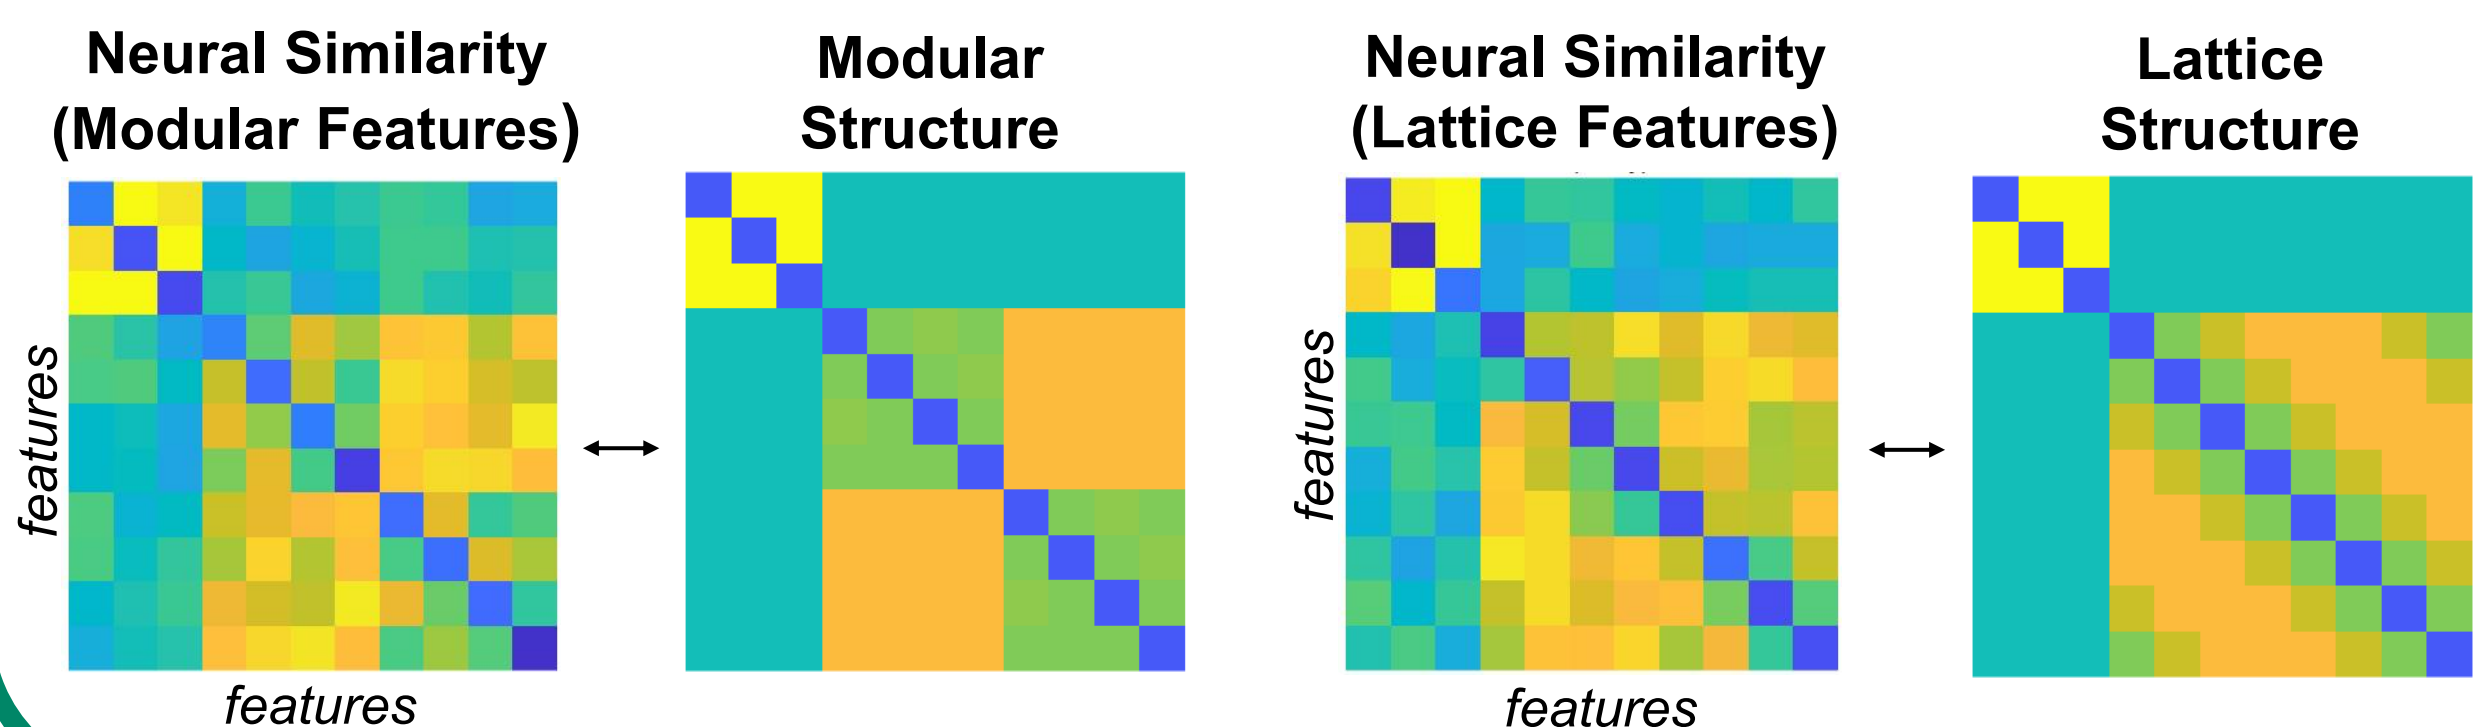 Neural Similarity
(Modular Features)
Modular
Structure
Neural Similarity
(Lattice Features)
Lattice
Structure
features
features
features
features